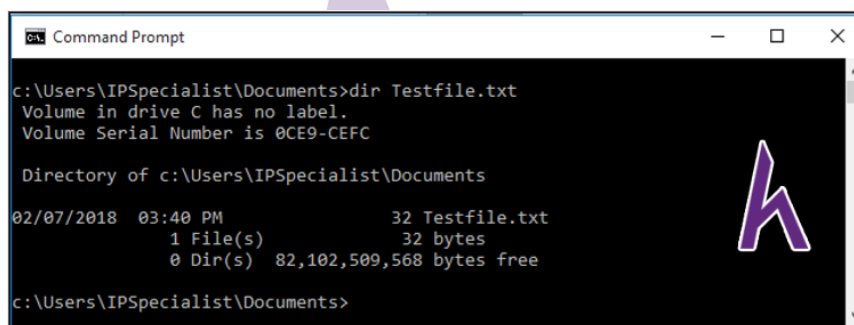 Command Prompt
c:\Users\IPSpecialist\Documents>dir Testfile.txt
Volume in drive C has no label.
Volume Serial Number is 0CE9-CEFC
Directory of c:\Users\IPSpecialist\Documents
02/07/2018  03:40 PM                32 Testfile.txt
1 File(s)             32 bytes
0 Dir(s)  82,102,509,568 bytes free
c:\Users\IPSpecialist\Documents>